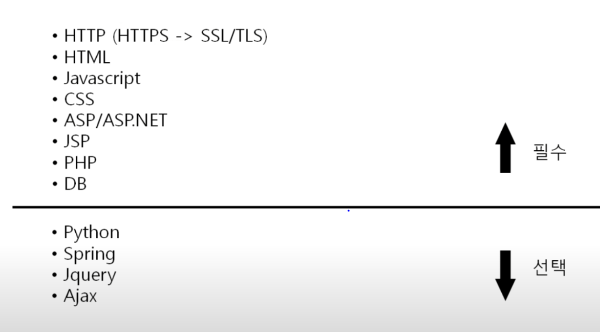 • HTTP (HTTPS -> SSL/TLS)
• HTML
• Javascript
• CSS
• ASP/ASP.NET
• JSP
• PHP
• DB
필수
• Python
• Spring
• Jquery
• Ajax
선택